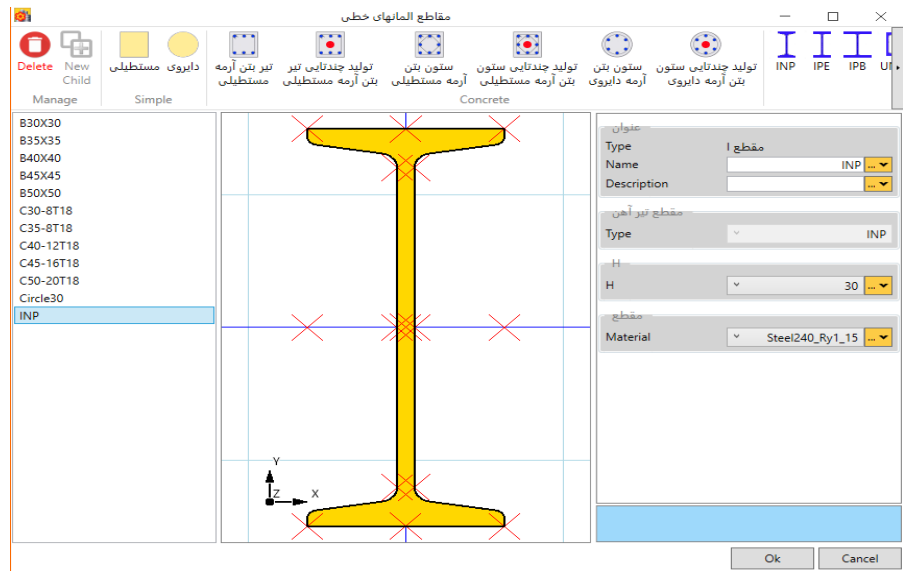 مقاطع المانهای خطی
Delete
New Child
مستطیلی
دایروی
تیر بتن آرمه
مستطیلی
تولید چندتایی تیر
بتن آرمه مستطیلی
ستون بتن
آرمه مستطیلی
تولید چندتایی ستون
بتن آرمه مستطیلی
ستون بتن
آرمه دایروی
تولید چندتایی ستون
بتن آرمه دایروی
INP
IPE
IPB
Manage
Simple
Concrete
B30X30
B35X35
B40X40
B45X45
B50X50
C30-8T18
C35-8T18
C40-12T18
C45-16T18
C50-20T18
Circle30
INP
Y
Z
X
عنوان
Type مقطع I
Name INP ...
Description ...
مقطع تیر آهن
Type INP
H
H 30 ...
مقطع
Material Steel240_Ry1_15 ...
Ok
Cancel